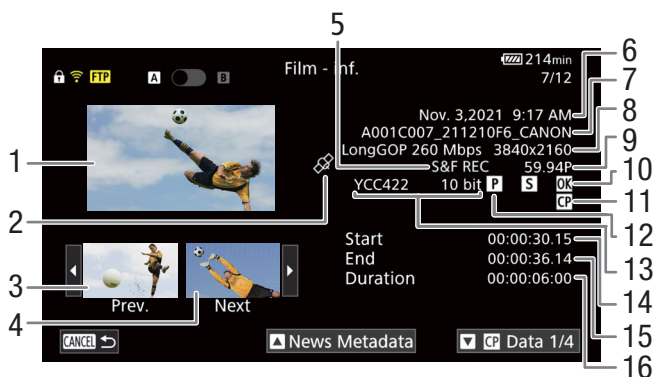 5
214min
6
FTP
A
B
Film - inf.
7/12
7
Nov. 3,2021 9:17 AM
8
A001C007_211210F6_CANON
9
LongGOP 260 Mbps 3840x2160
1
S&F REC 59.94P
10
YCC422 10 bit P S OK
11
CP
2
12
Start 00:00:30.15
13
End 00:00:36.14
3
Duration 00:00:06:00
14
4
Prev.
Next
15
CANCEL
News Metadata
CP Data 1/4
16